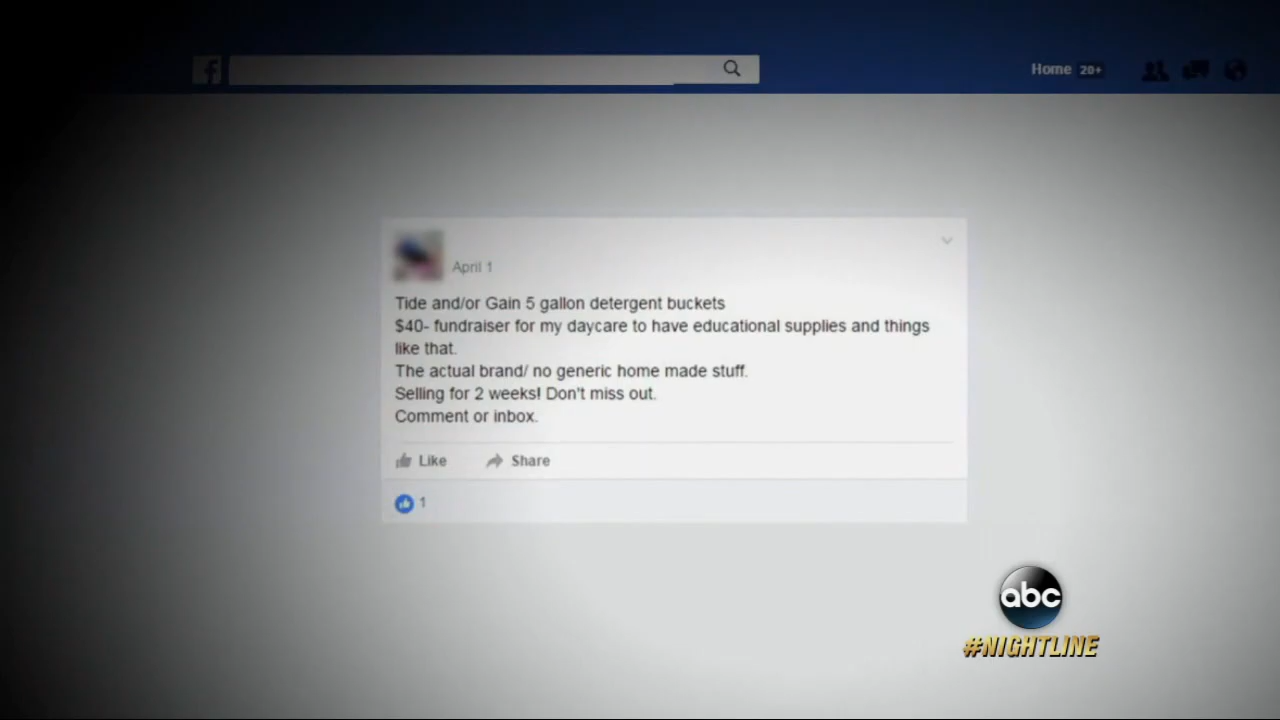 f
Home 20+
April 1
Tide and/or Gain 5 gallon detergent buckets
$40- fundraiser for my daycare to have educational supplies and things
like that.
The actual brand/ no generic home made stuff.
Selling for 2 weeks! Don't miss out.
Comment or inbox.
Like Share
1
abc
#NIGHTLINE